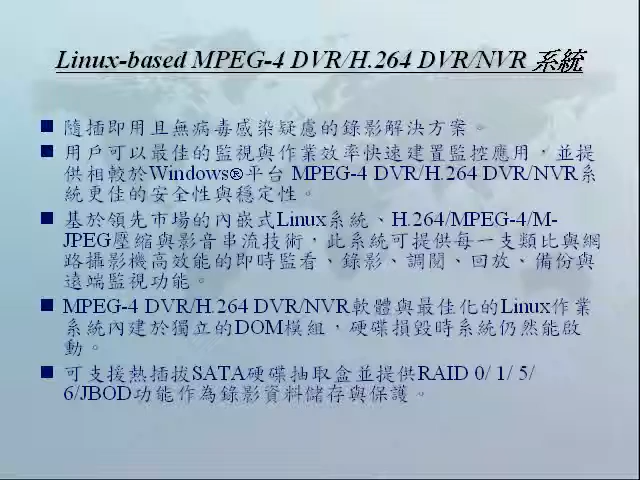 Linux-based MPEG-4 DVR/H.264 DVR/NVR 系統
隨插即用且無病毒感染疑慮的錄影解決方案。
用戶可以最佳的監視與作業效率快速建置監控應用，並提
供相較於Windows®平台 MPEG-4 DVR/H.264 DVR/NVR系
統更佳的安全性與穩定性。
基於領先市場的內嵌式Linux系統、H.264/MPEG-4/M-
JPEG壓縮與影音串流技術，此系統可提供每一支類比與網
路攝影機高效能的即時監看、錄影、調閱、回放、備份與
遠端監視功能。
MPEG-4 DVR/H.264 DVR/NVR軟體與最佳化的Linux作業
系統內建於獨立的DOM模組，硬碟損毀時系統仍然能啟
動。
可支援熱插拔SATA硬碟抽取盒並提供RAID 0/ 1/ 5/
6/JBOD功能作為錄影資料儲存與保護。